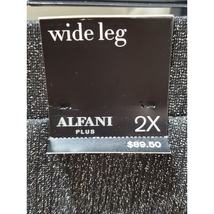 wide leg
ALFANI 2X
PLUS
$89.50